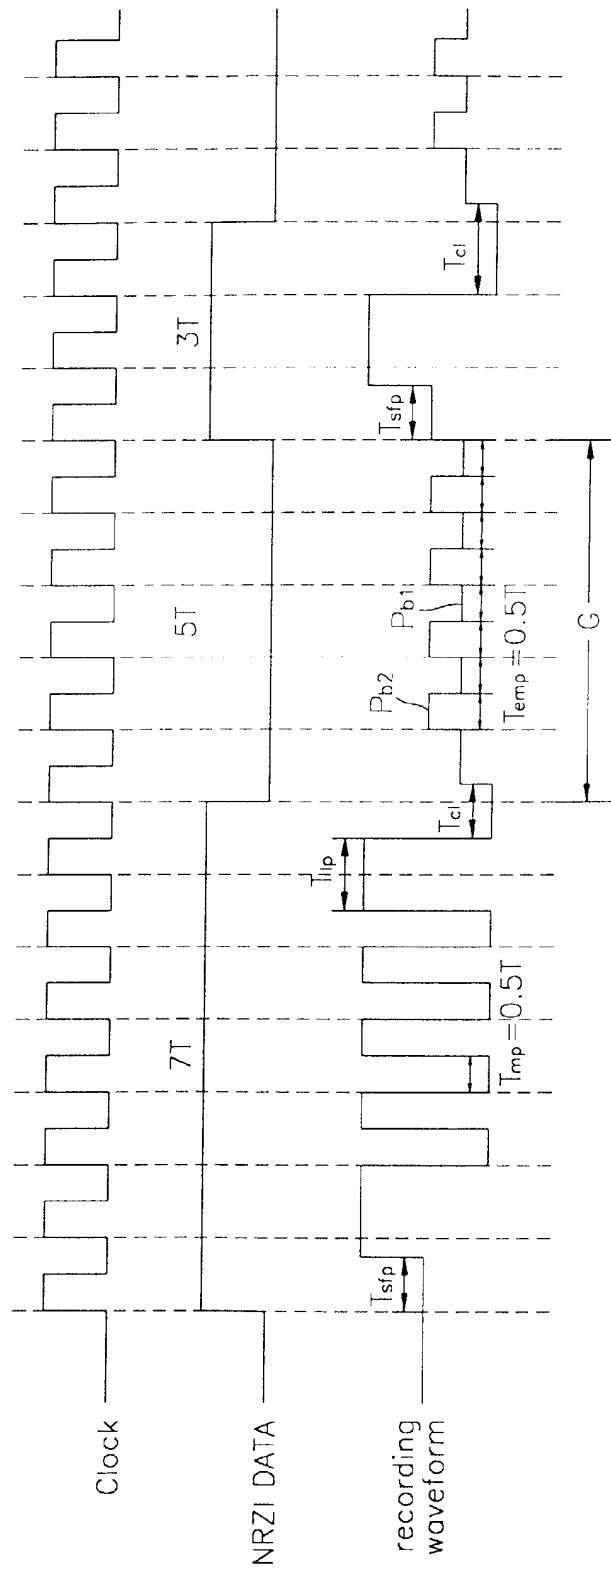 Clock
NRZI DATA
7T
5T
3T
recording
waveform
Tsfp
Tmp=0.5T
Tllp
Tcl
Pb2
Pb1
Temp=0.5T
Tsfp
Tcl
G